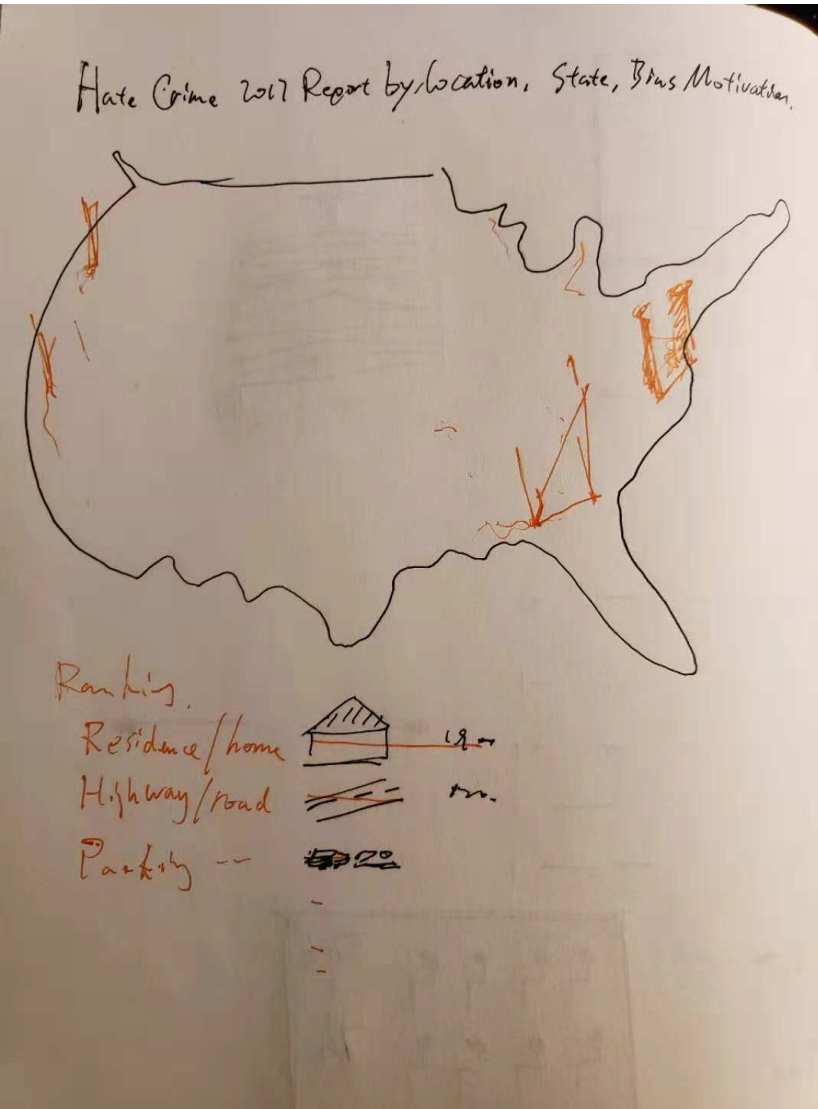 Hate Crime 2017 Report by location, State, Bias Motivation.
Ranking.
Residence/home
Highway/road
Parking --